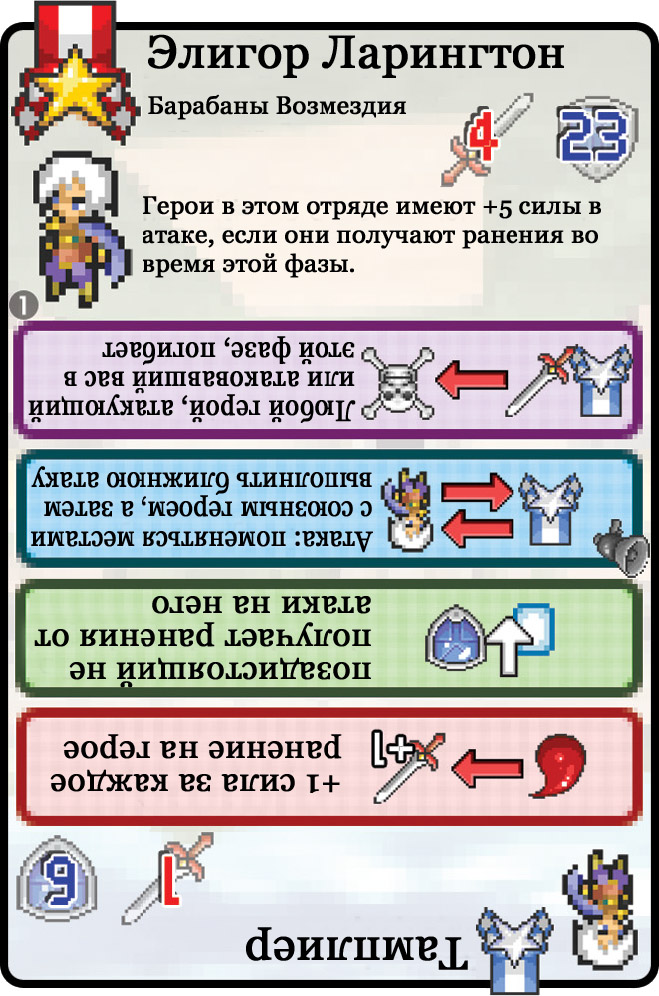 Элигор Ларингтон
Барабаны Возмездия
4 23
Герои в этом отряде имеют +5 силы в
атаке, если они получают ранения во
время этой фазы.
1
Тамплиер
1 6
+1
+1 сила за каждое
ранение на герое
позадистоящий не
получает ранения от
атаки на него
Атака: поменяться местами
с союзным героем, а затем
выполнить ближнюю атаку
Любой герой, атакующий
или атаковавший вас в
этой фазе, погибает